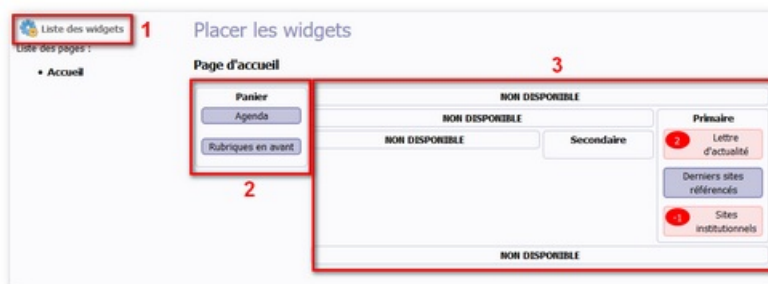 Liste des widgets
1
Placer les widgets
Liste des pages :
• Accueil
Page d'accueil
3
Panier
Agenda
Rubriques en avant
2
NON DISPONIBLE
NON DISPONIBLE
NON DISPONIBLE
Secondaire
Primaire
2
Lettre
d'actualité
Derniers sites
référencés
-1
Sites
institutionnels
NON DISPONIBLE